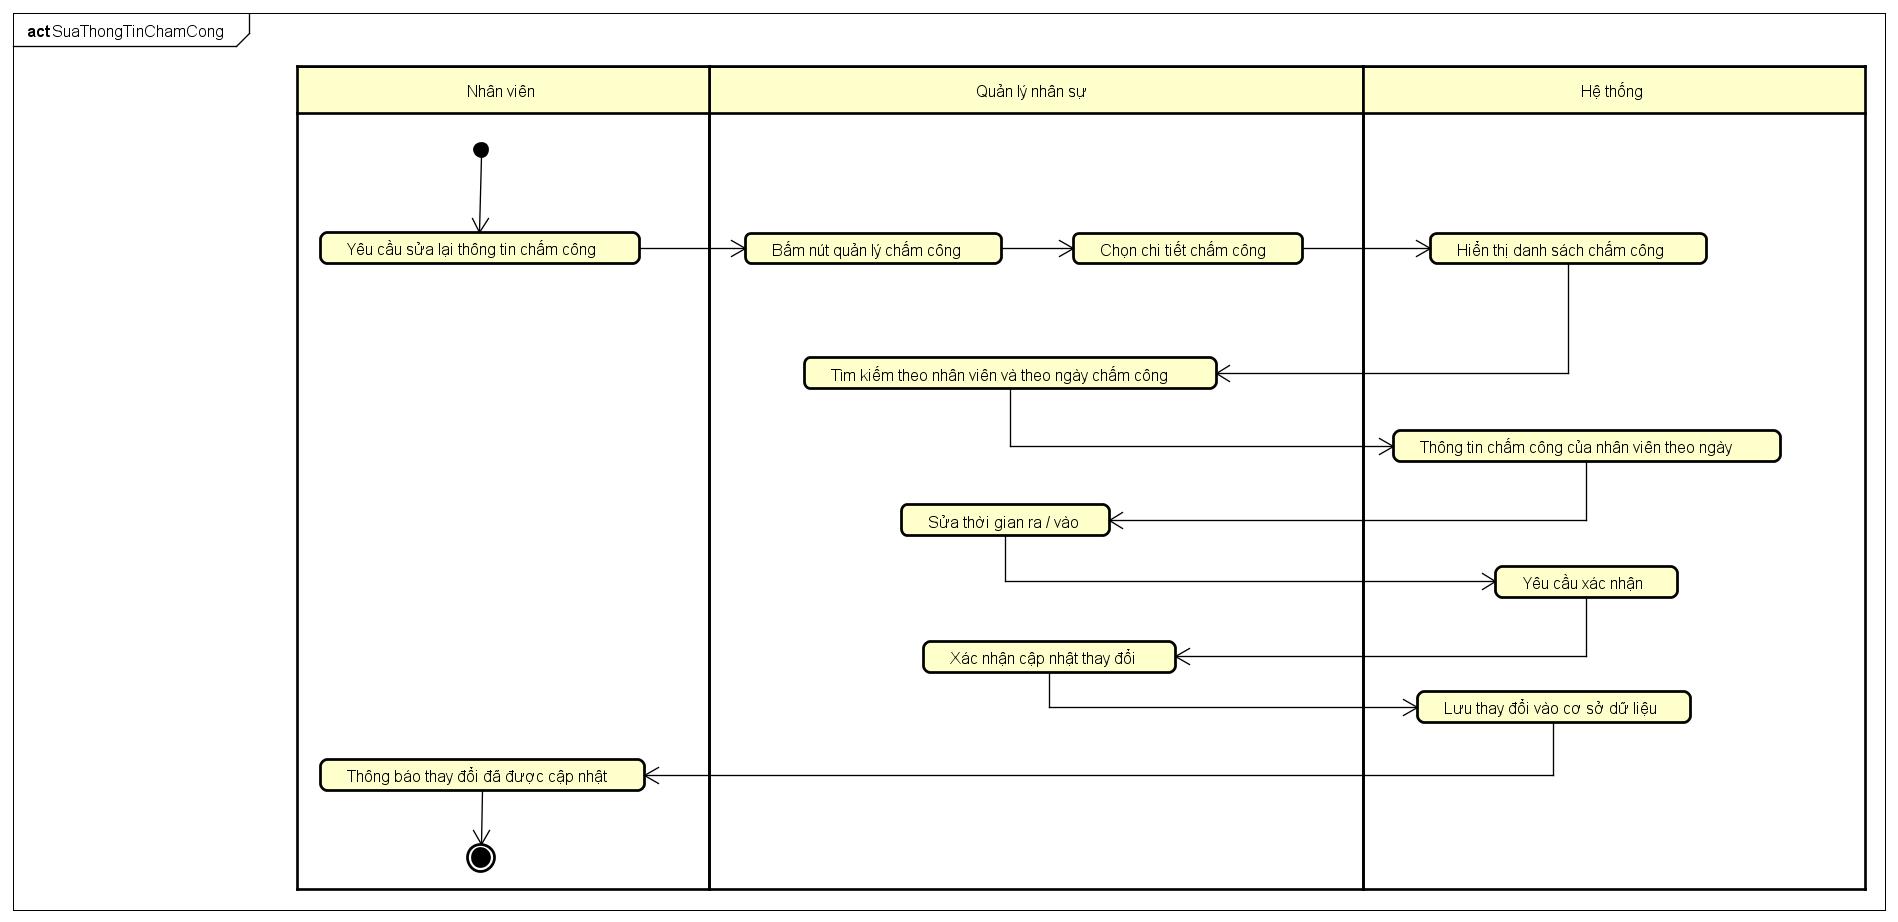 act SuaThongTinChamCong
Nhân viên
Quản lý nhân sự
Hệ thống
Yêu cầu sửa lại thông tin chấm công
Bấm nút quản lý chấm công
Chọn chi tiết chấm công
Hiển thị danh sách chấm công
Tìm kiếm theo nhân viên và theo ngày chấm công
Thông tin chấm công của nhân viên theo ngày
Sửa thời gian ra / vào
Yêu cầu xác nhận
Xác nhận cập nhật thay đổi
Lưu thay đổi vào cơ sở dữ liệu
Thông báo thay đổi đã được cập nhật